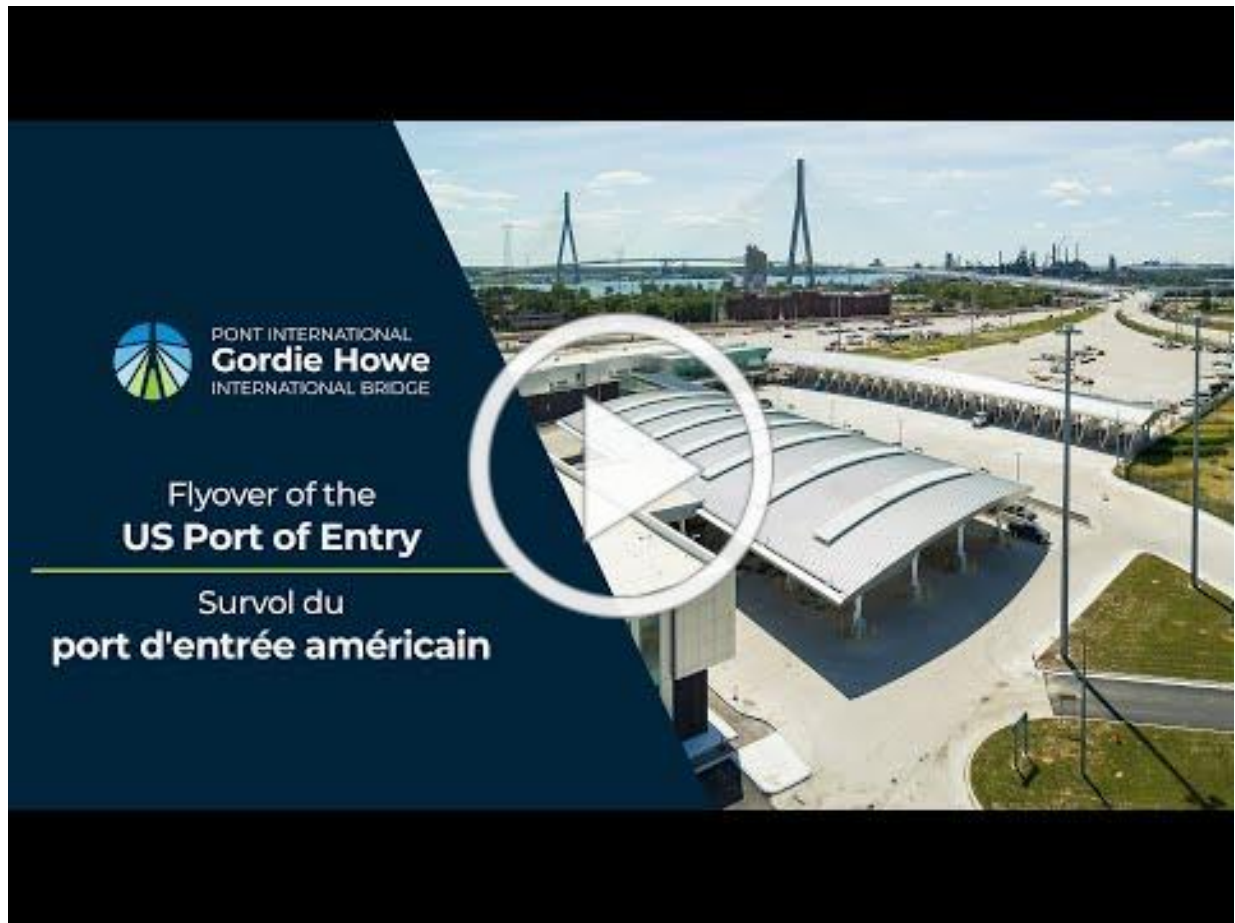 PONT INTERNATIONAL
Gordie Howe
INTERNATIONAL BRIDGE
Flyover of the
US Port of Entry
Survol du
port d'entrée américain